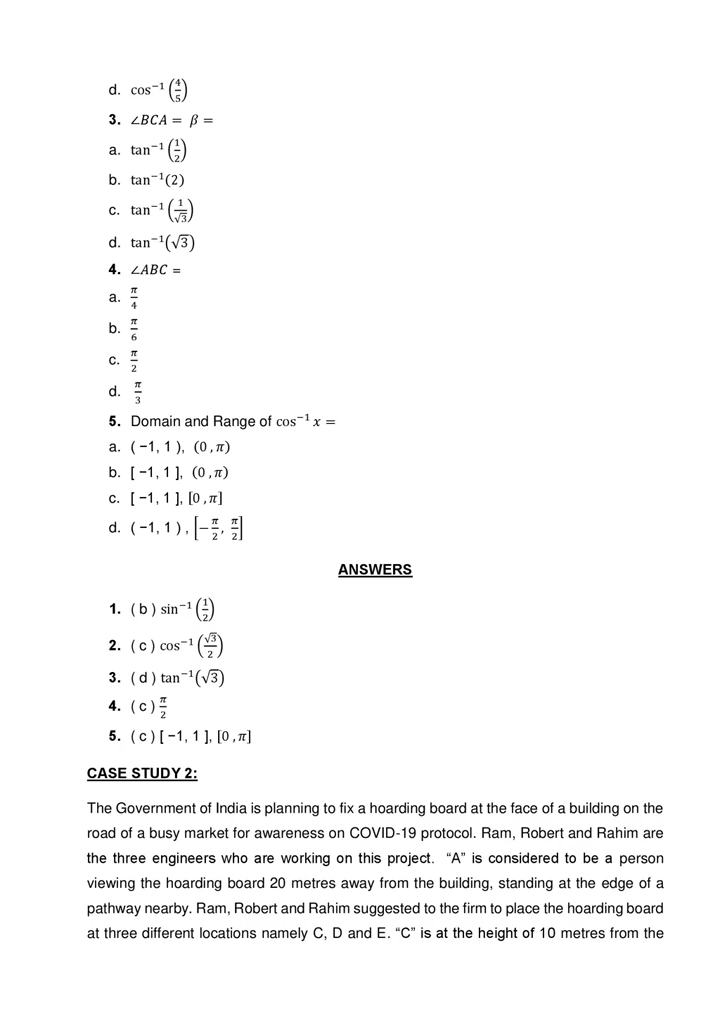 d. cos⁻¹ (4/5)
3. ∠BCA = β =
a. tan⁻¹ (1/2)
b. tan⁻¹(2)
c. tan⁻¹ (1/√3)
d. tan⁻¹(√3)
4. ∠ABC =
a. π/4
b. π/6
c. π/2
d. π/3
5. Domain and Range of cos⁻¹ x =
a. ( −1, 1 ), (0 , π)
b. [ −1, 1 ], (0 , π)
c. [ −1, 1 ], [0 , π]
d. ( −1, 1 ) , [−π/2, π/2]
ANSWERS
1. ( b ) sin⁻¹ (1/2)
2. ( c ) cos⁻¹ (√3/2)
3. ( d ) tan⁻¹(√3)
4. ( c ) π/2
5. ( c ) [ −1, 1 ], [0 , π]
CASE STUDY 2:
The Government of India is planning to fix a hoarding board at the face of a building on the
road of a busy market for awareness on COVID-19 protocol. Ram, Robert and Rahim are
the three engineers who are working on this project. “A” is considered to be a person
viewing the hoarding board 20 metres away from the building, standing at the edge of a
pathway nearby. Ram, Robert and Rahim suggested to the firm to place the hoarding board
at three different locations namely C, D and E. “C” is at the height of 10 metres from the